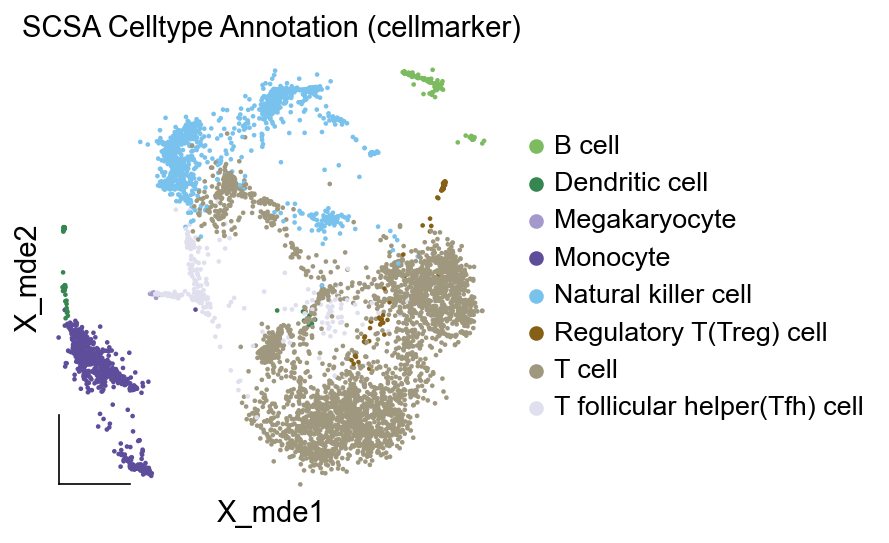 SCSA Celltype Annotation (cellmarker)
B cell
Dendritic cell
Megakaryocyte
Monocyte
Natural killer cell
Regulatory T(Treg) cell
T cell
T follicular helper(Tfh) cell
X_mde2
X_mde1